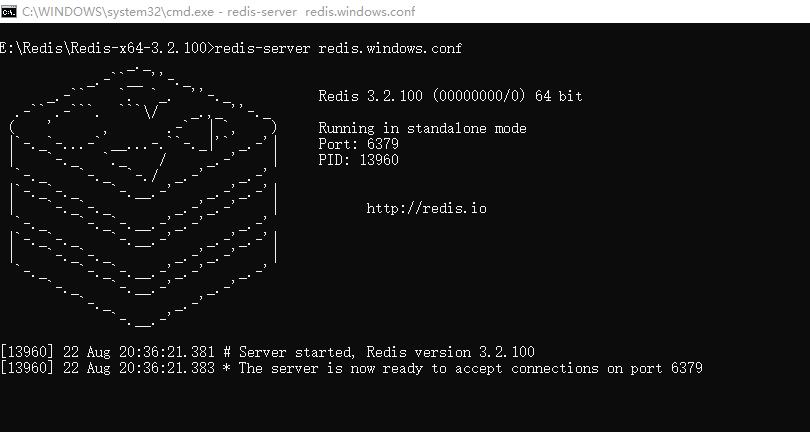 C:\WINDOWS\system32\cmd.exe - redis-server  redis.windows.conf
E:\Redis\Redis-x64-3.2.100>redis-server redis.windows.conf
Redis 3.2.100 (00000000/0) 64 bit
Running in standalone mode
Port: 6379
PID: 13960
http://redis.io
[13960] 22 Aug 20:36:21.381 # Server started, Redis version 3.2.100
[13960] 22 Aug 20:36:21.383 * The server is now ready to accept connections on port 6379